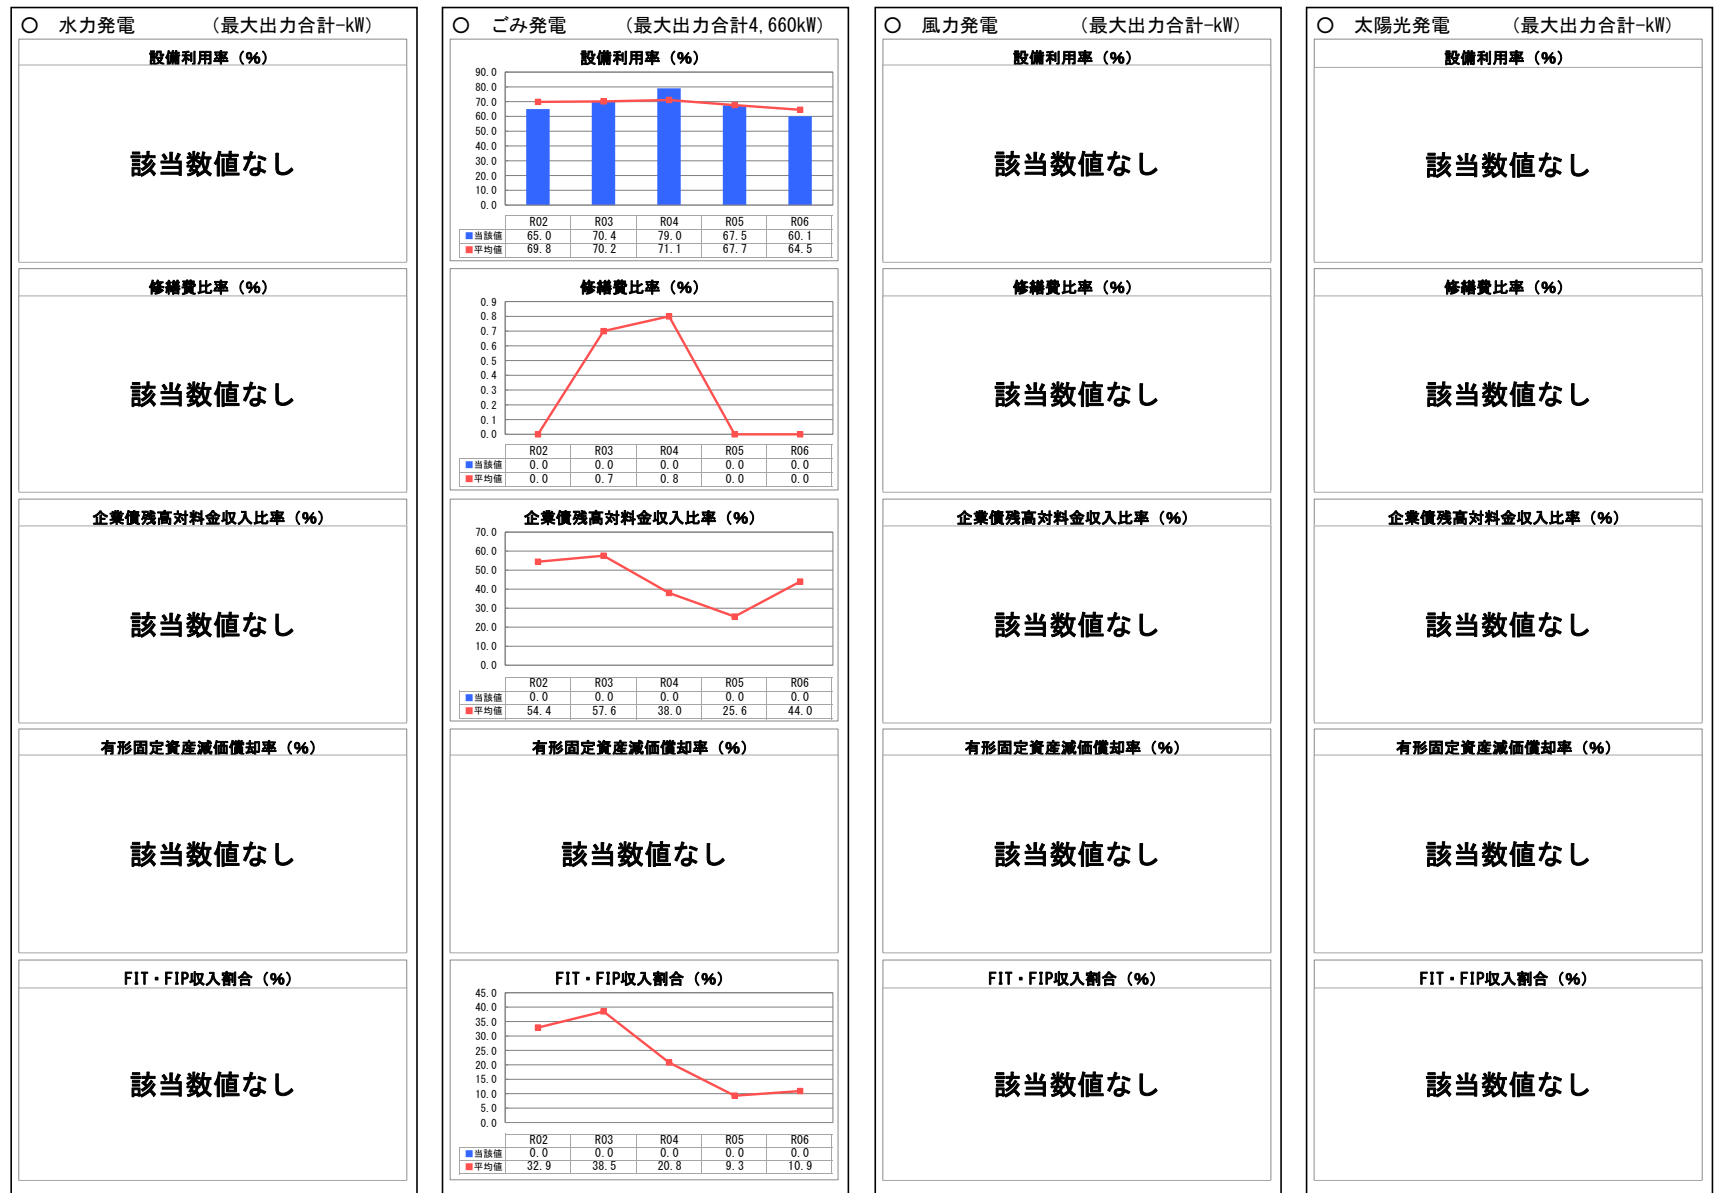 ○ 水力発電 (最大出力合計-kW)
設備利用率（%）
該当数値なし
修繕費比率（%）
該当数値なし
企業債残高対料金収入比率（%）
該当数値なし
有形固定資産減価償却率（%）
該当数値なし
FIT・FIP収入割合（%）
該当数値なし
○ ごみ発電 (最大出力合計4,660kW)
設備利用率（%）
90.0
80.0
70.0
60.0
50.0
40.0
30.0
20.0
10.0
0.0
R02 R03 R04 R05 R06
■当該値 65.0 70.4 79.0 67.5 60.1
■平均値 69.8 70.2 71.1 67.7 64.5
修繕費比率（%）
0.9
0.8
0.7
0.6
0.5
0.4
0.3
0.2
0.1
0.0
R02 R03 R04 R05 R06
■当該値 0.0 0.0 0.0 0.0 0.0
■平均値 0.0 0.7 0.8 0.0 0.0
企業債残高対料金収入比率（%）
70.0
60.0
50.0
40.0
30.0
20.0
10.0
0.0
R02 R03 R04 R05 R06
■当該値 0.0 0.0 0.0 0.0 0.0
■平均値 54.4 57.6 38.0 25.6 44.0
有形固定資産減価償却率（%）
該当数値なし
FIT・FIP収入割合（%）
45.0
40.0
35.0
30.0
25.0
20.0
15.0
10.0
5.0
0.0
R02 R03 R04 R05 R06
■当該値 0.0 0.0 0.0 0.0 0.0
■平均値 32.9 38.5 20.8 9.3 10.9
○ 風力発電 (最大出力合計-kW)
設備利用率（%）
該当数値なし
修繕費比率（%）
該当数値なし
企業債残高対料金収入比率（%）
該当数値なし
有形固定資産減価償却率（%）
該当数値なし
FIT・FIP収入割合（%）
該当数値なし
○ 太陽光発電 (最大出力合計-kW)
設備利用率（%）
該当数値なし
修繕費比率（%）
該当数値なし
企業債残高対料金収入比率（%）
該当数値なし
有形固定資産減価償却率（%）
該当数値なし
FIT・FIP収入割合（%）
該当数値なし